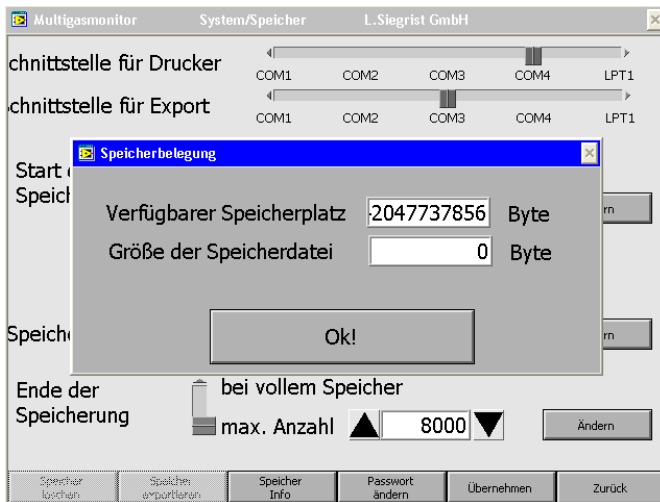 Multigasmonitor System/Speicher L.Siegrist GmbH
chnittstelle für Drucker
COM1 COM2 COM3 COM4 LPT1
chnittstelle für Export
COM1 COM2 COM3 COM4 LPT1
Speicherbelegung
Start
Speich
rn
Verfügbarer Speicherplatz -2047737856 Byte
Größe der Speicherdatei 0 Byte
Ok!
Speiche
rn
Ende der
Speicherung
bei vollem Speicher
max. Anzahl 8000
Ändern
Speicher löschen
Speicher exportieren
Speicher Info
Passwort ändern
Übernehmen
Zurück